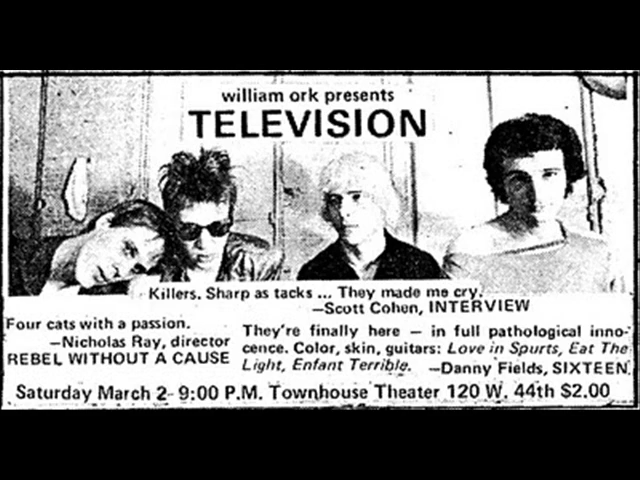 william ork presents
TELEVISION
Killers. Sharp as tacks ... They made me cry.
—Scott Cohen, INTERVIEW
Four cats with a passion.
—Nicholas Ray, director
REBEL WITHOUT A CAUSE
They're finally here — in full pathological inno-
cence. Color, skin, guitars: Love in Spurts, Eat The
Light, Enfant Terrible. —Danny Fields, SIXTEEN
Saturday March 2- 9:00 P.M. Townhouse Theater 120 W. 44th $2.00